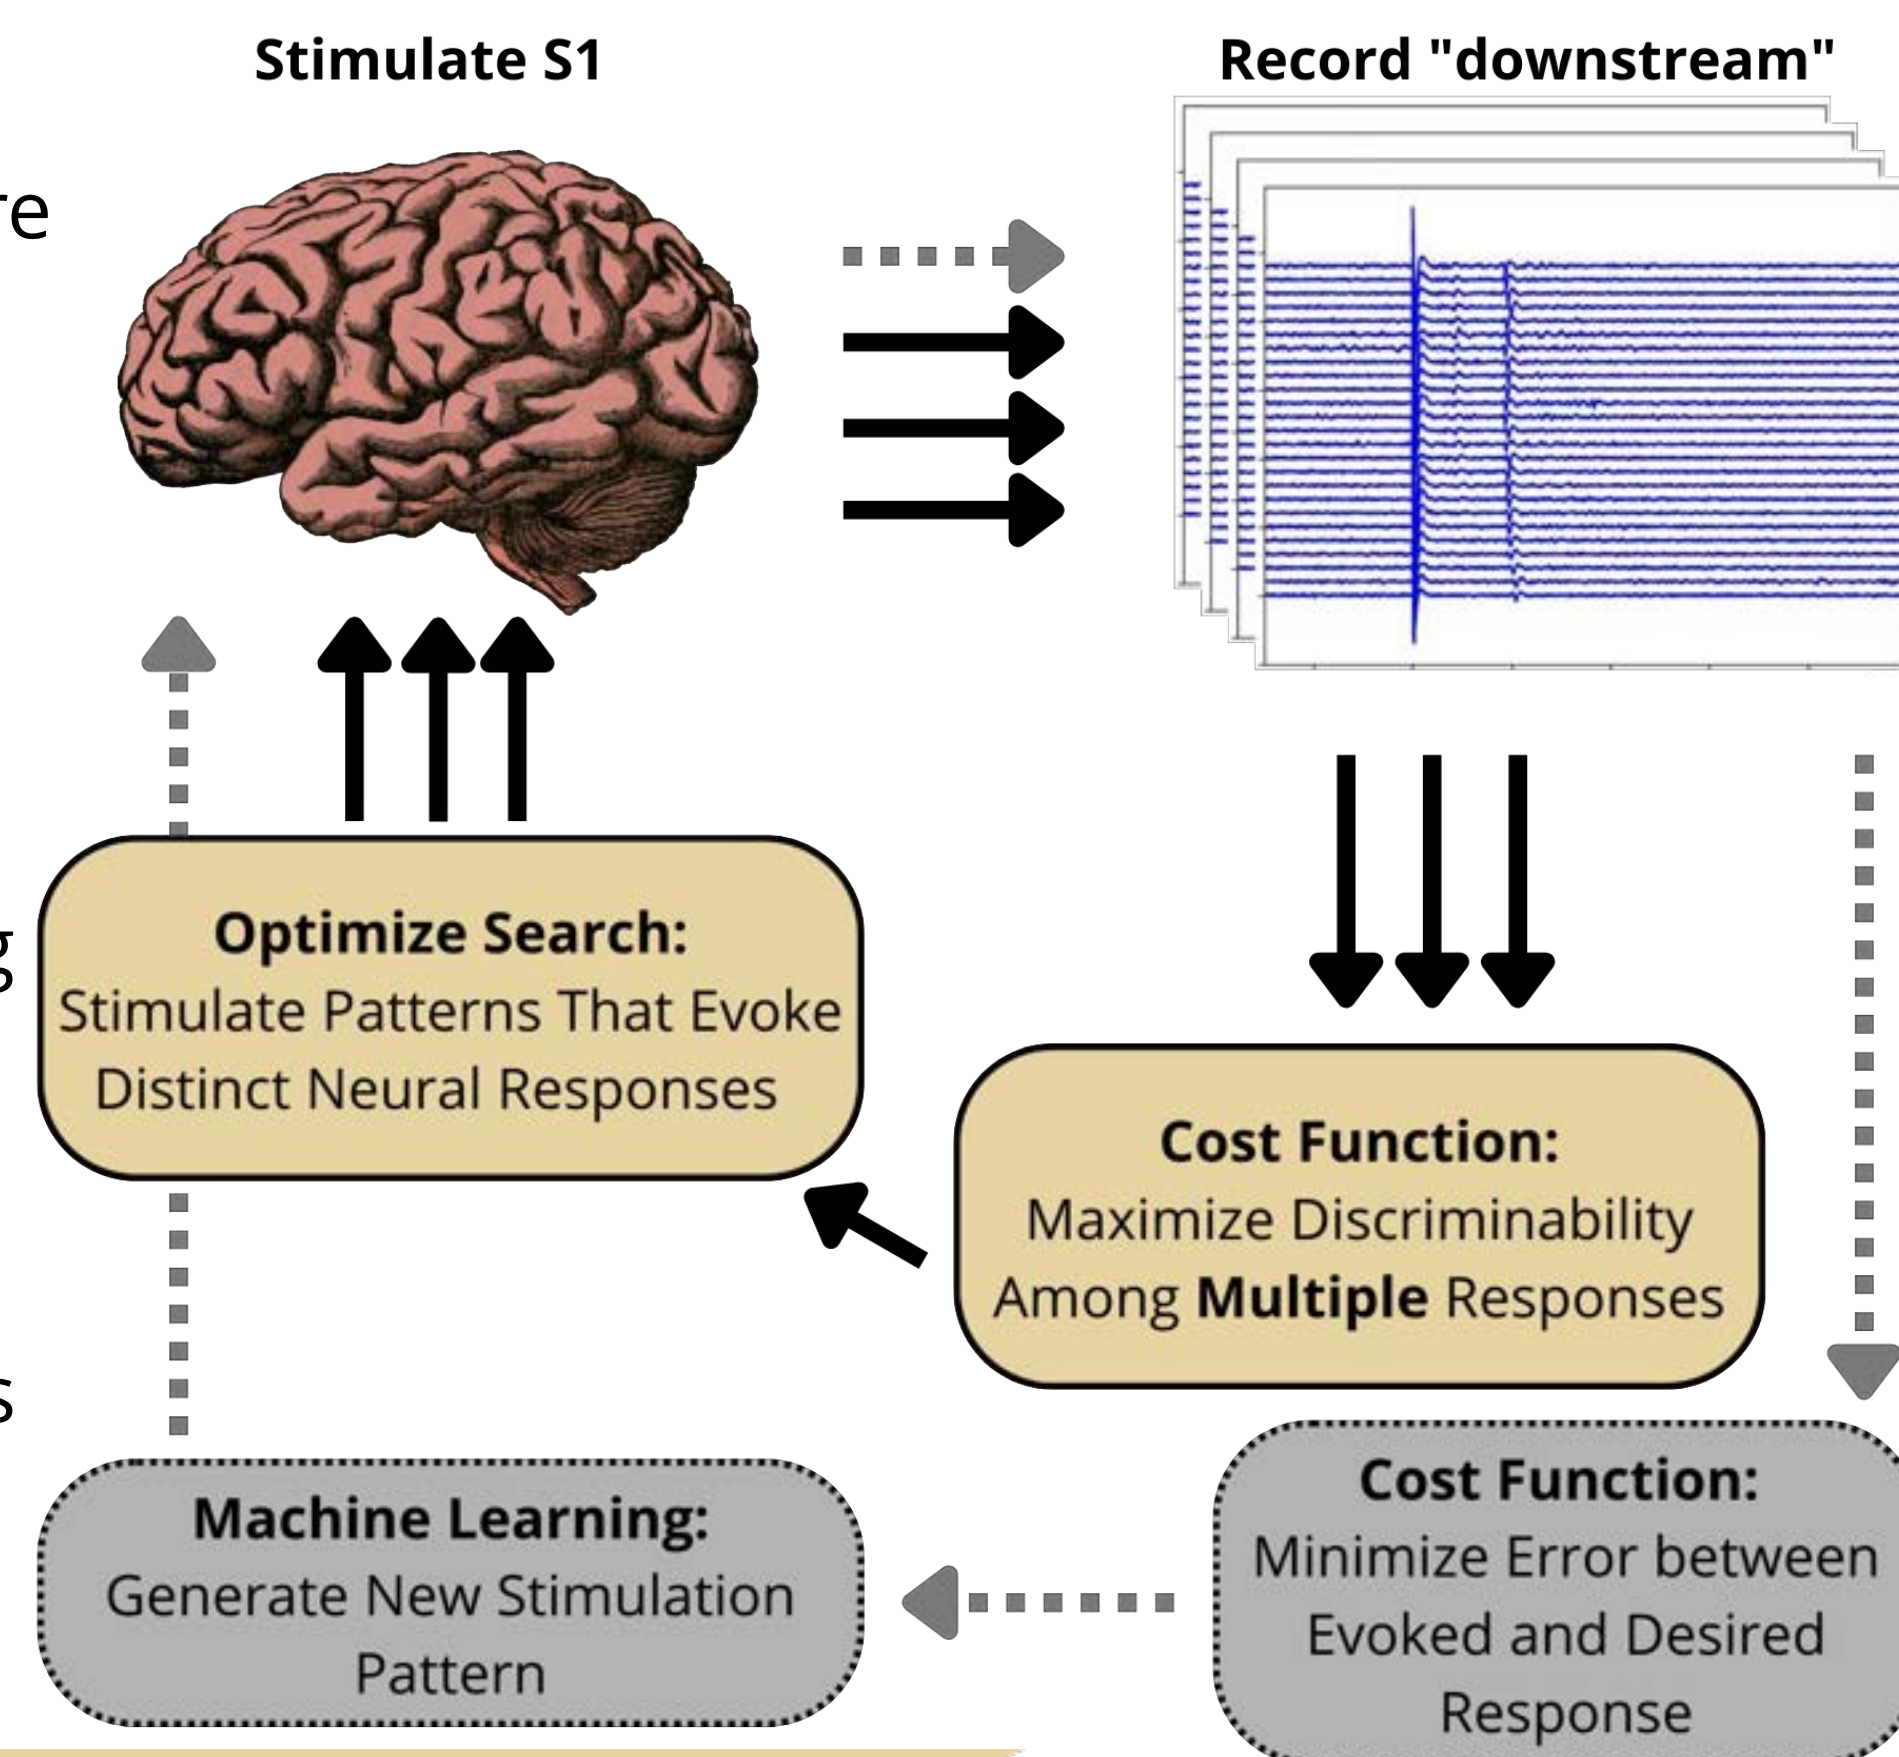 Stimulate S1
Record "downstream"
re
g
s
Optimize Search:
Stimulate Patterns That Evoke
Distinct Neural Responses
Cost Function:
Maximize Discriminability
Among Multiple Responses
Machine Learning:
Generate New Stimulation
Pattern
Cost Function:
Minimize Error between
Evoked and Desired
Response